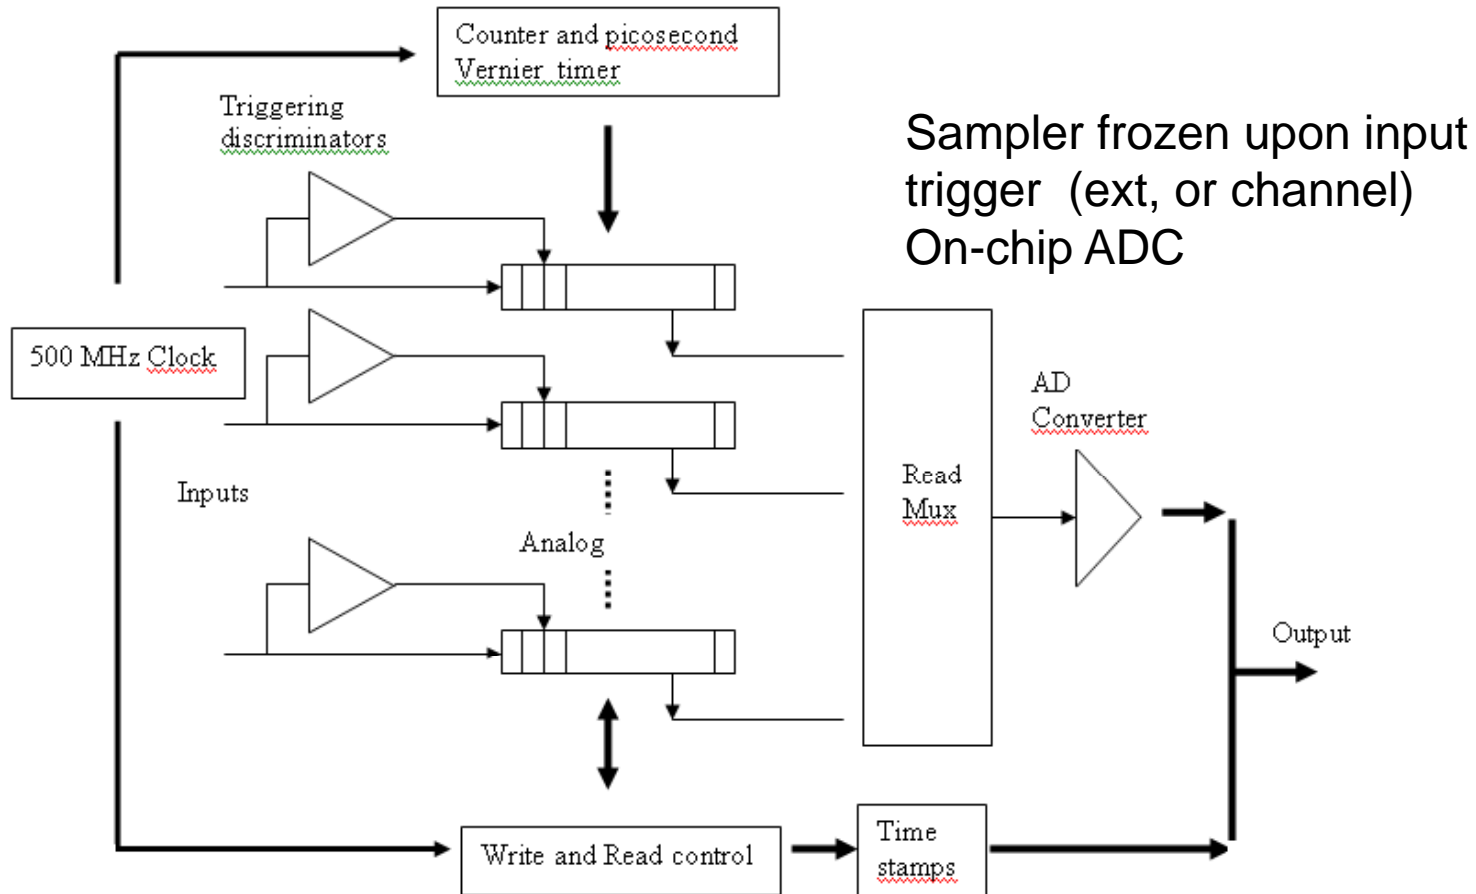 Counter and picosecond
Vernier timer
Triggering
discriminators
Sampler frozen upon input
trigger (ext, or channel)
On-chip ADC
500 MHz Clock
AD
Converter
Inputs
Read
Mux
Analog
Output
Write and Read control
Time
stamps